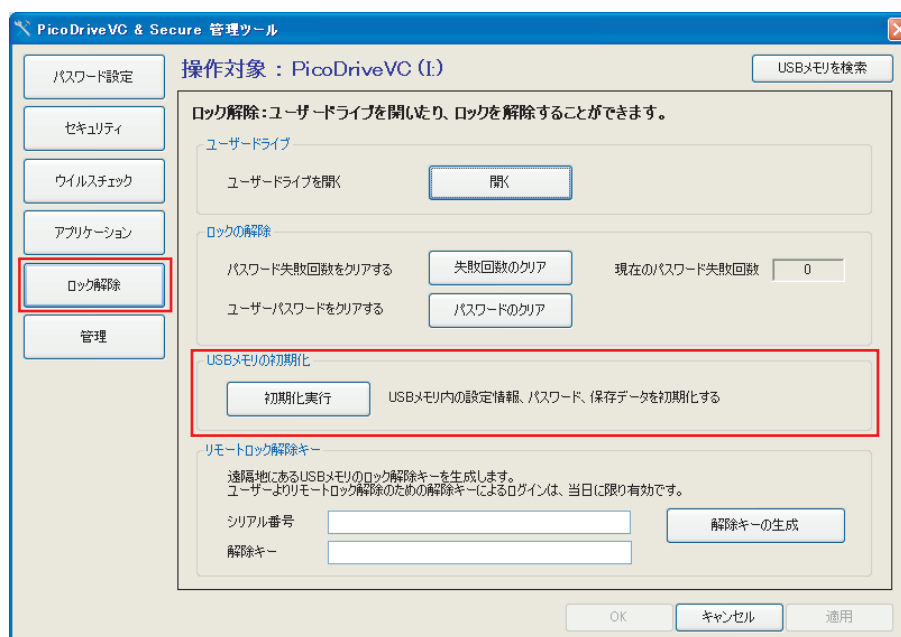 PicoDriveVC & Secure 管理ツール
パスワード設定
セキュリティ
ウイルスチェック
アプリケーション
ロック解除
管理
操作対象 : PicoDriveVC (I:)
USBメモリを検索
ロック解除:ユーザードライブを開いたり、ロックを解除することができます。
ユーザードライブ
ユーザードライブを開く
開く
ロックの解除
パスワード失敗回数をクリアする
失敗回数のクリア
現在のパスワード失敗回数
0
ユーザーパスワードをクリアする
パスワードのクリア
USBメモリの初期化
初期化実行
USBメモリ内の設定情報、パスワード、保存データを初期化する
リモートロック解除キー
遠隔地にあるUSBメモリのロック解除キーを生成します。
ユーザーよりリモートロック解除のための解除キーによるログインは、当日に限り有効です。
シリアル番号
解除キーの生成
解除キー
OK
キャンセル
適用